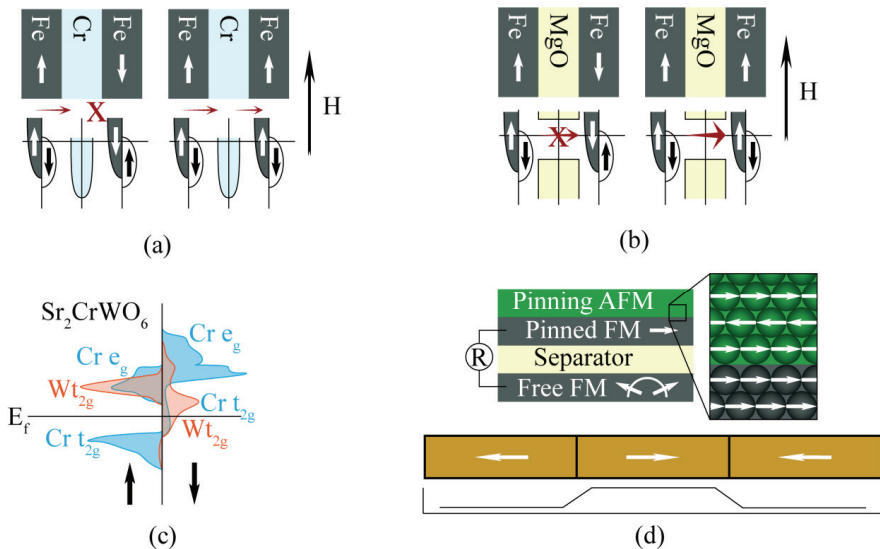 Fe Cr Fe Fe Cr Fe
X
H
(a)
Fe MgO Fe Fe MgO Fe
X
H
(b)
Sr2CrWO6
Cr eg
Cr eg
Wt2g
Cr t2g
Ef
Wt2g
Cr t2g
(c)
Pinning AFM
Pinned FM
R
Separator
Free FM
(d)